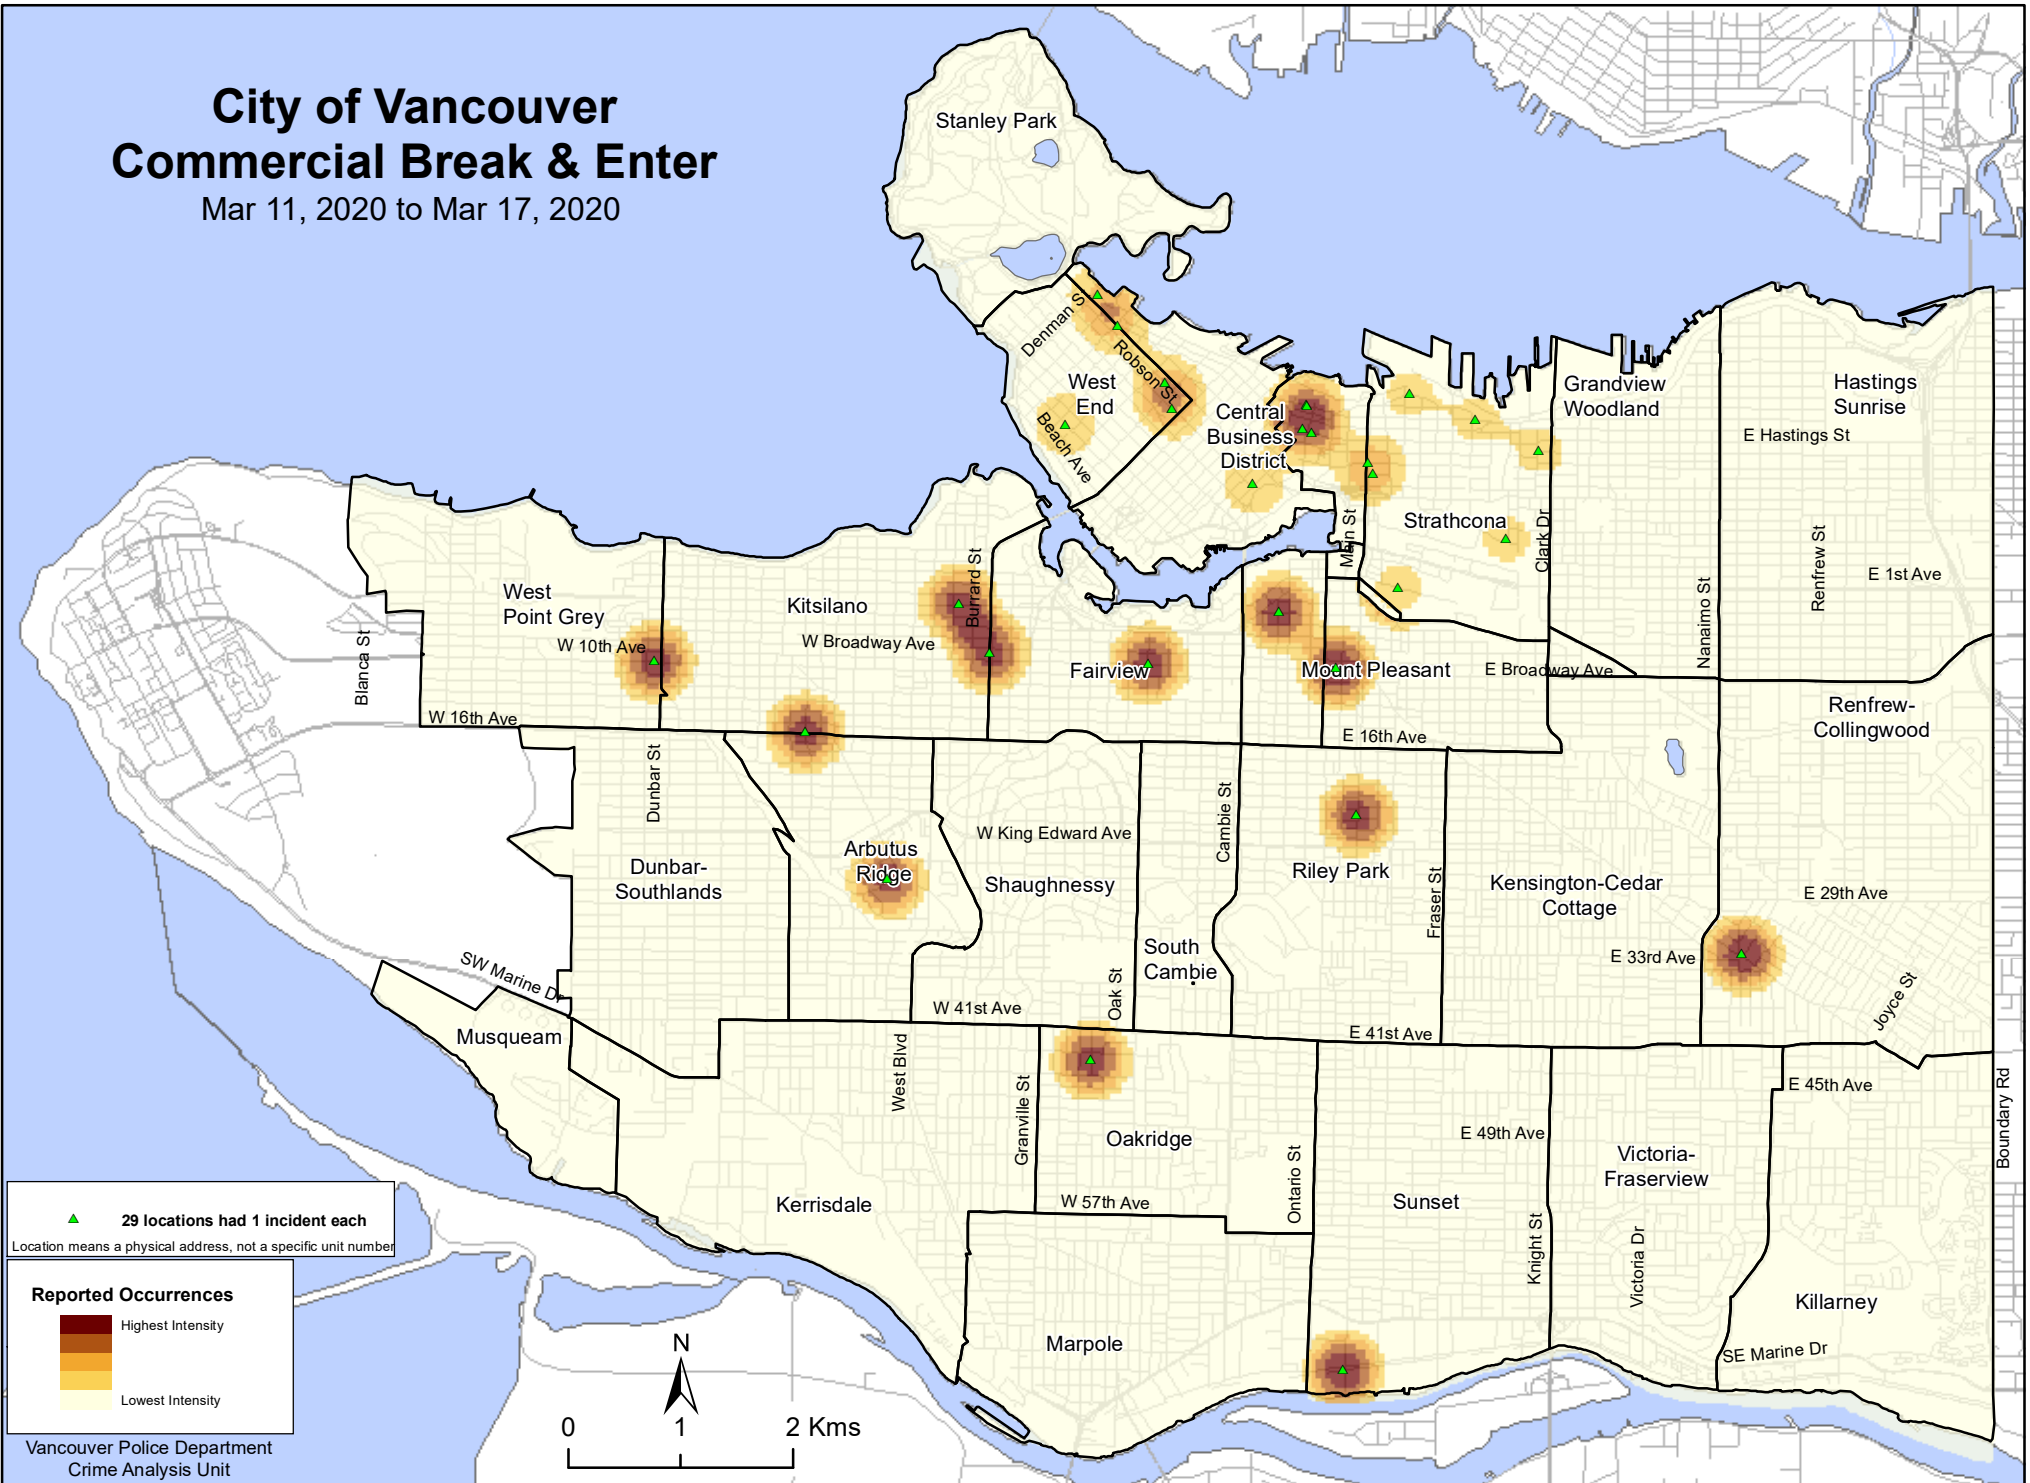 City of Vancouver
Commercial Break & Enter
Mar 11, 2020 to Mar 17, 2020
Stanley Park
Denman S
Robson St
West
End
Beach Ave
Central
Business
District
Grandview
Woodland
Hastings
Sunrise
E Hastings St
Strathcona
Main St
Clark Dr
Nanaimo St
Renfrew St
E 1st Ave
West
Point Grey
Kitsilano
Burrard St
W 10th Ave
W Broadway Ave
Fairview
Mount Pleasant
E Broadway Ave
Blanca St
W 16th Ave
E 16th Ave
Renfrew-
Collingwood
Dunbar St
Cambie St
W King Edward Ave
Arbutus
Ridge
Dunbar-
Southlands
Shaughnessy
Riley Park
Fraser St
Kensington-Cedar
Cottage
E 29th Ave
South
Cambie
E 33rd Ave
SW Marine Dr
Oak St
W 41st Ave
E 41st Ave
Joyce St
Musqueam
West Blvd
Granville St
E 45th Ave
Boundary Rd
Oakridge
E 49th Ave
Victoria-
Fraserview
Ontario St
Kerrisdale
W 57th Ave
Sunset
Knight St
Victoria Dr
Killarney
Marpole
SE Marine Dr
29 locations had 1 incident each
Location means a physical address, not a specific unit number
Reported Occurrences
Highest Intensity
Lowest Intensity
Vancouver Police Department
Crime Analysis Unit
N
0 1 2 Kms